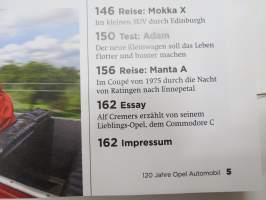 146 Reise: Mokka X
Im kleinen SUV durch Edinburgh
150 Test: Adam
Der neue Kleinwagen soll das Leben
flotter und bunter machen
156 Reise: Manta A
Im Coupé von 1975 durch die Nacht
von Ratingen nach Ennepetal
162 Essay
Alf Cremers erzählt von seinem
Lieblings-Opel, dem Commodore C
162 Impressum
120 Jahre Opel Automobil 5